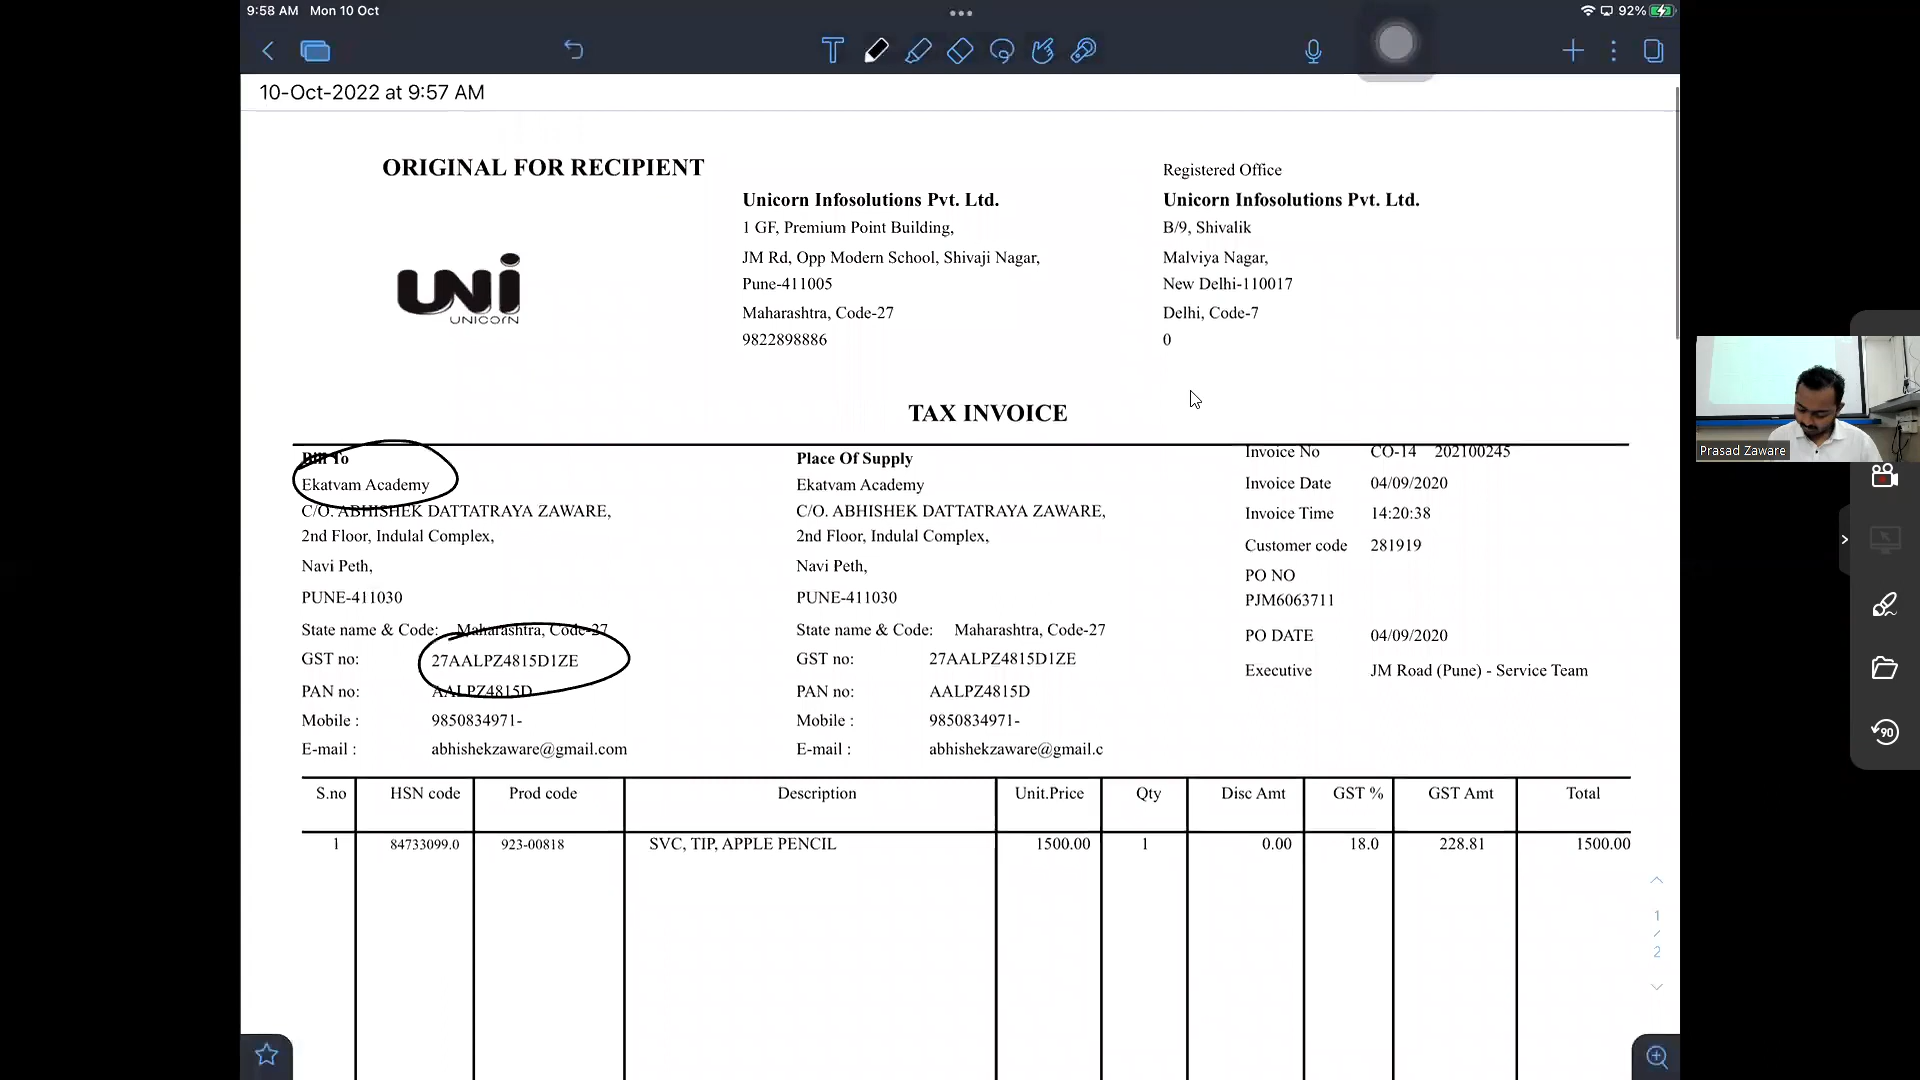 9:58 AM Mon 10 Oct
92%
10-Oct-2022 at 9:57 AM
ORIGINAL FOR RECIPIENT
UNI
UNICORN
Unicorn Infosolutions Pvt. Ltd.
1 GF, Premium Point Building,
JM Rd, Opp Modern School, Shivaji Nagar,
Pune-411005
Maharashtra, Code-27
9822898886
Registered Office
Unicorn Infosolutions Pvt. Ltd.
B/9, Shivalik
Malviya Nagar,
New Delhi-110017
Delhi, Code-7
0
TAX INVOICE
Bill To
Ekatvam Academy
C/O. ABHISHEK DATTATRAYA ZAWARE,
2nd Floor, Indulal Complex,
Navi Peth,
PUNE-411030
State name & Code: Maharashtra, Code-27
GST no: 27AALPZ4815D1ZE
PAN no: AALPZ4815D
Mobile : 9850834971-
E-mail : abhishekzaware@gmail.com
Place Of Supply
Ekatvam Academy
C/O. ABHISHEK DATTATRAYA ZAWARE,
2nd Floor, Indulal Complex,
Navi Peth,
PUNE-411030
State name & Code: Maharashtra, Code-27
GST no: 27AALPZ4815D1ZE
PAN no: AALPZ4815D
Mobile : 9850834971-
E-mail : abhishekzaware@gmail.c
Invoice No CO-14 202100245
Invoice Date 04/09/2020
Invoice Time 14:20:38
Customer code 281919
PO NO
PJM6063711
PO DATE 04/09/2020
Executive JM Road (Pune) - Service Team
S.no HSN code Prod code Description Unit.Price Qty Disc Amt GST % GST Amt Total
1 84733099.0 923-00818 SVC, TIP, APPLE PENCIL 1500.00 1 0.00 18.0 228.81 1500.00
1
/
2
Prasad Zaware
90